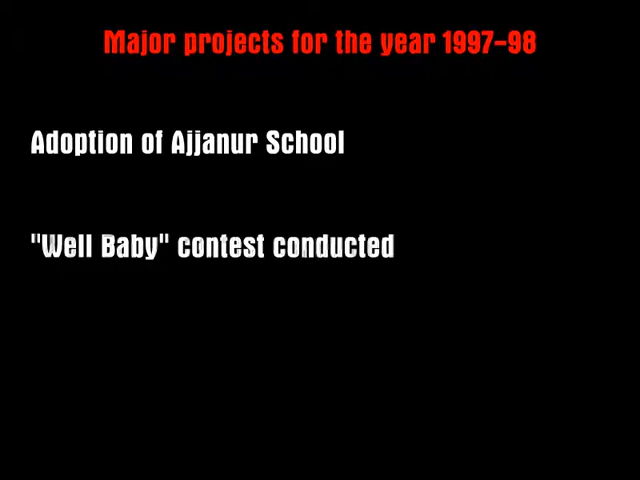 Major projects for the year 1997-98
Adoption of Ajjanur School
"Well Baby" contest conducted